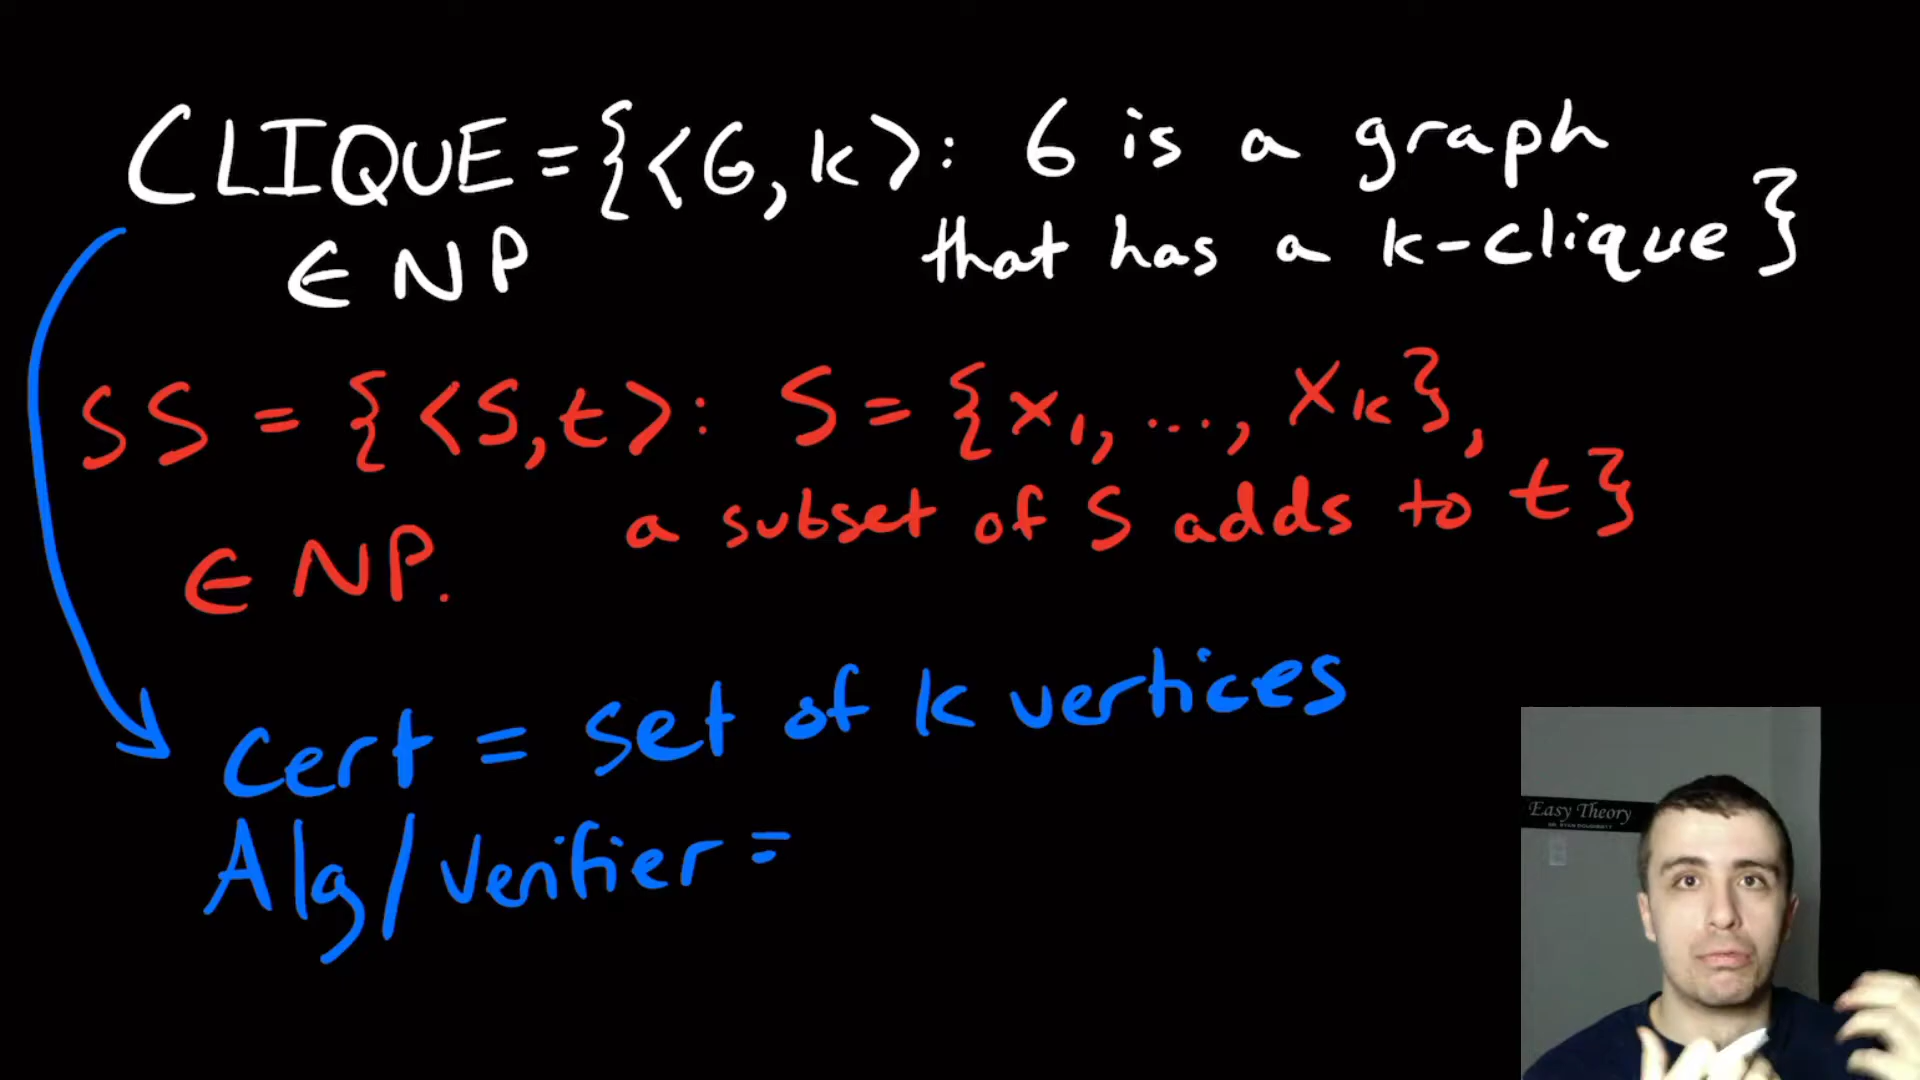 CLIQUE = {<G, k>: G is a graph
∈ NP that has a k-clique}
SS = {<S, t>: S = {x₁, ..., xₖ},
a subset of S adds to t}
∈ NP.
cert = set of k vertices
Alg/verifier =
Easy Theory